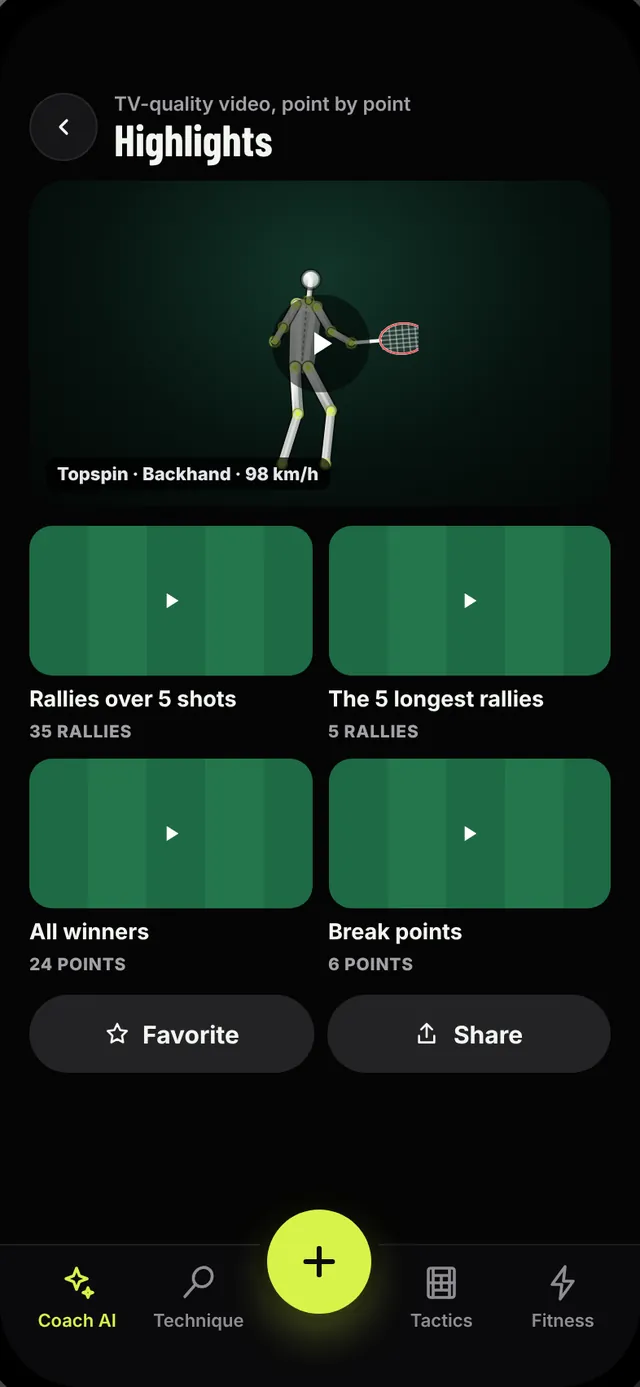 TV-quality video, point by point
Highlights
Topspin · Backhand · 98 km/h
Rallies over 5 shots
35 RALLIES
The 5 longest rallies
5 RALLIES
All winners
24 POINTS
Break points
6 POINTS
Favorite
Share
Coach AI
Technique
Tactics
Fitness